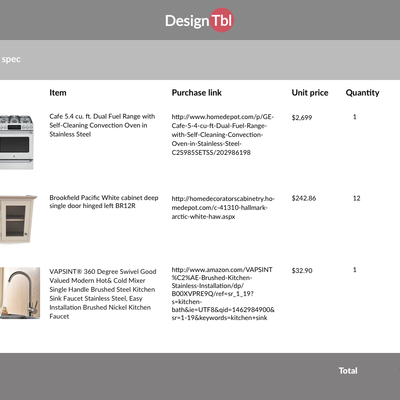 Design Tbl
spec
Item Purchase link Unit price Quantity
Cafe 5.4 cu. ft. Dual Fuel Range with
Self-Cleaning Convection Oven in
Stainless Steel
http://www.homedepot.com/p/GE-
Cafe-5-4-cu-ft-Dual-Fuel-Range-
with-Self-Cleaning-Convection-
Oven-in-Stainless-Steel-
C2S985SETSS/202986198
$2,699
1
Brookfield Pacific White cabinet deep
single door hinged left BR12R
http://homedecoratorscabinetry.ho-
medepot.com/c-41310-hallmark-
arctic-white-haw.aspx
$242.86
12
VAPSINT® 360 Degree Swivel Good
Valued Modern Hot& Cold Mixer
Single Handle Brushed Steel Kitchen
Sink Faucet Stainless Steel, Easy
Installation Brushed Nickel Kitchen
Faucet
http://www.amazon.com/VAPSINT
%C2%AE-Brushed-Kitchen-
Stainless-Installation/dp/
B00XVPRE9Q/ref=sr_1_19?
s=kitchen-
bath&ie=UTF8&qid=1462984900&
sr=1-19&keywords=kitchen+sink
$32.90
1
Total